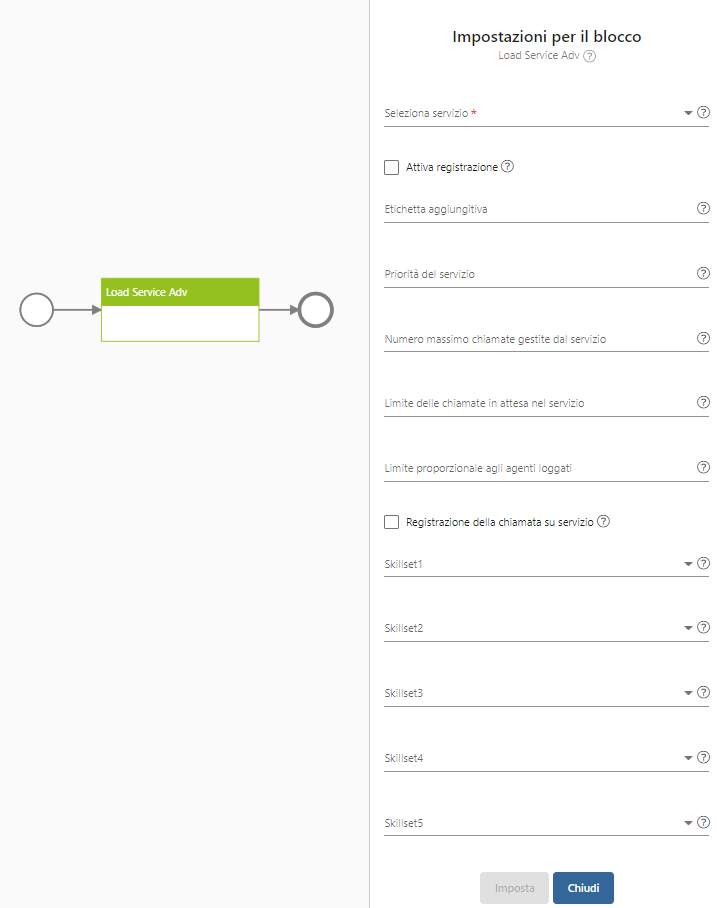 Impostazioni per il blocco
Load Service Adv ?
Seleziona servizio * ?
Attiva registrazione ?
Etichetta aggiungitiva ?
Load Service Adv
Priorità del servizio ?
Numero massimo chiamate gestite dal servizio ?
Limite delle chiamate in attesa nel servizio ?
Limite proporzionale agli agenti loggati ?
Registrazione della chiamata su servizio ?
Skillset1 ?
Skillset2 ?
Skillset3 ?
Skillset4 ?
Skillset5 ?
Imposta Chiudi